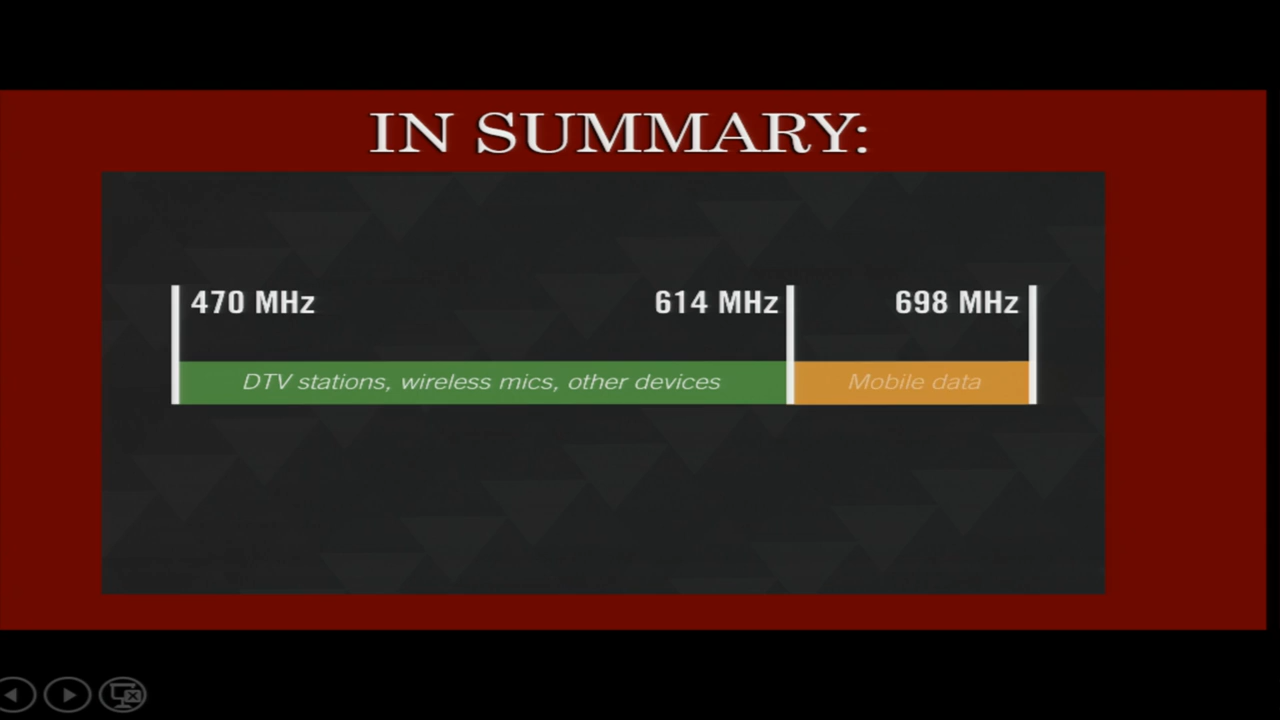 IN SUMMARY:
470 MHz 614 MHz 698 MHz
DTV stations, wireless mics, other devices Mobile data